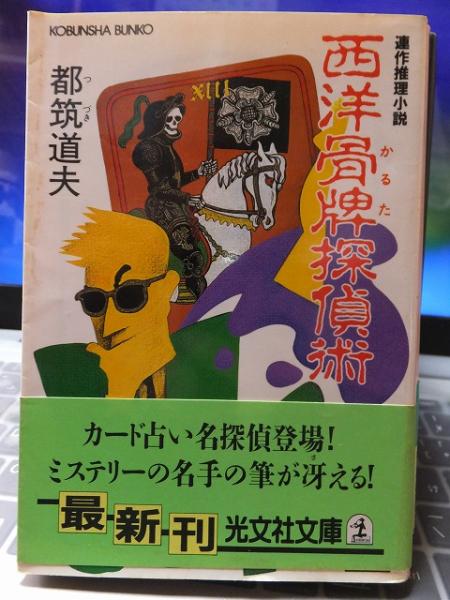 KOBUNSHA BUNKO
連作推理小説
西洋骨牌探偵術
かるた
都筑道夫
つづき
XIII
カード占い名探偵登場!
ミステリーの名手の筆が冴える!
さ
最新刊 光文社文庫